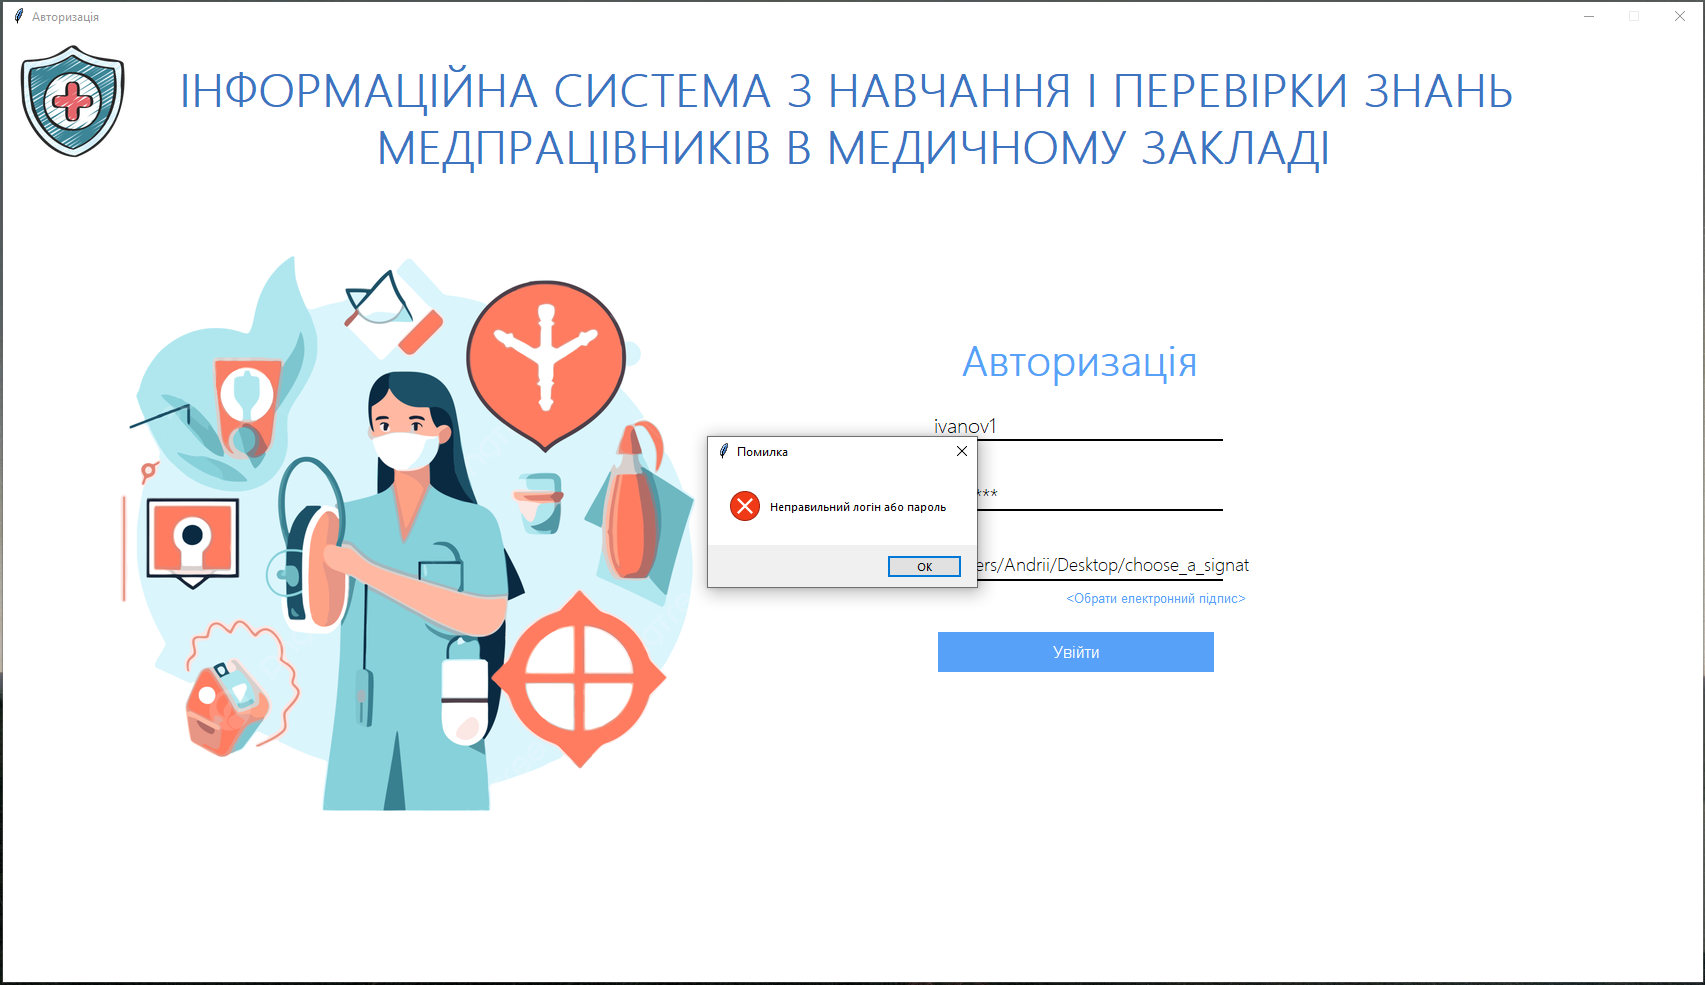 Авторизація
ІНФОРМАЦІЙНА СИСТЕМА З НАВЧАННЯ І ПЕРЕВІРКИ ЗНАНЬ
МЕДПРАЦІВНИКІВ В МЕДИЧНОМУ ЗАКЛАДІ
Авторизація
ivanov1
Помилка
***
Неправильний логін або пароль
ers/Andrii/Desktop/choose_a_signat
OK
<Обрати електронний підпис>
Увійти